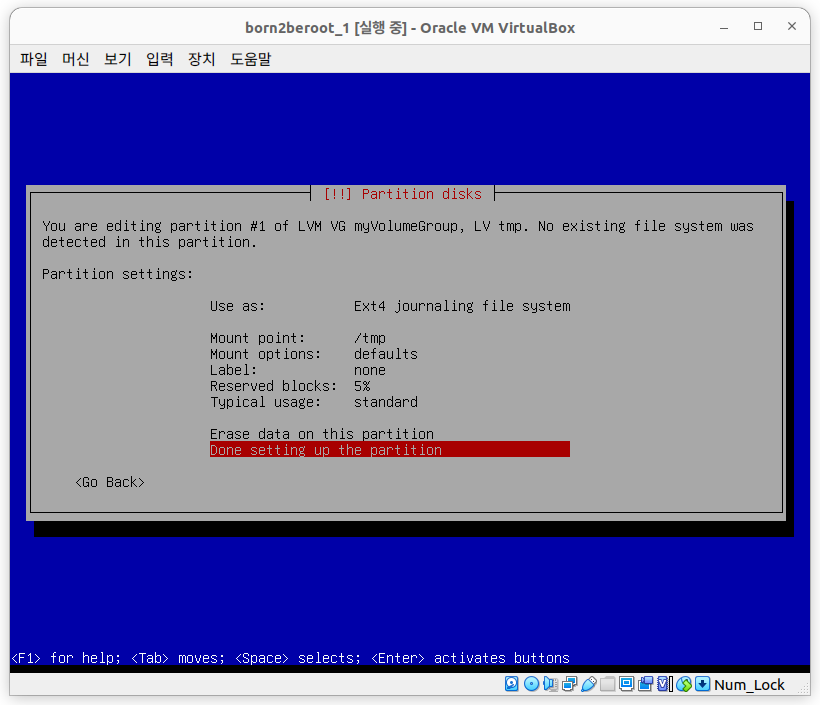 born2beroot_1 [실행 중] - Oracle VM VirtualBox
파일 머신 보기 입력 장치 도움말
[!!] Partition disks
You are editing partition #1 of LVM VG myVolumeGroup, LV tmp. No existing file system was
detected in this partition.
Partition settings:
Use as: Ext4 journaling file system
Mount point: /tmp
Mount options: defaults
Label: none
Reserved blocks: 5%
Typical usage: standard
Erase data on this partition
Done setting up the partition
<Go Back>
<F1> for help; <Tab> moves; <Space> selects; <Enter> activates buttons
Num_Lock